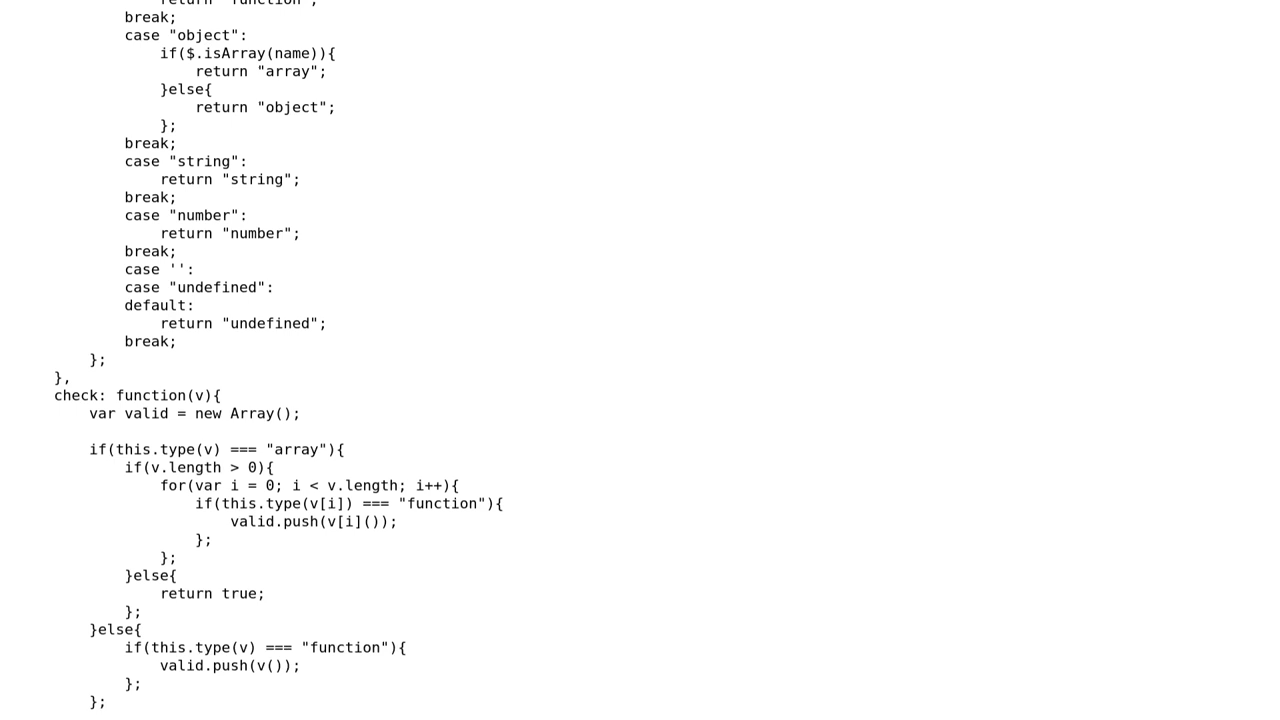 return "function";
break;
case "object":
if($.isArray(name)){
return "array";
}else{
return "object";
};
break;
case "string":
return "string";
break;
case "number":
return "number";
break;
case '':
case "undefined":
default:
return "undefined";
break;
};
},
check: function(v){
var valid = new Array();
if(this.type(v) === "array"){
if(v.length > 0){
for(var i = 0; i < v.length; i++){
if(this.type(v[i]) === "function"){
valid.push(v[i]());
};
};
}else{
return true;
};
}else{
if(this.type(v) === "function"){
valid.push(v());
};
};